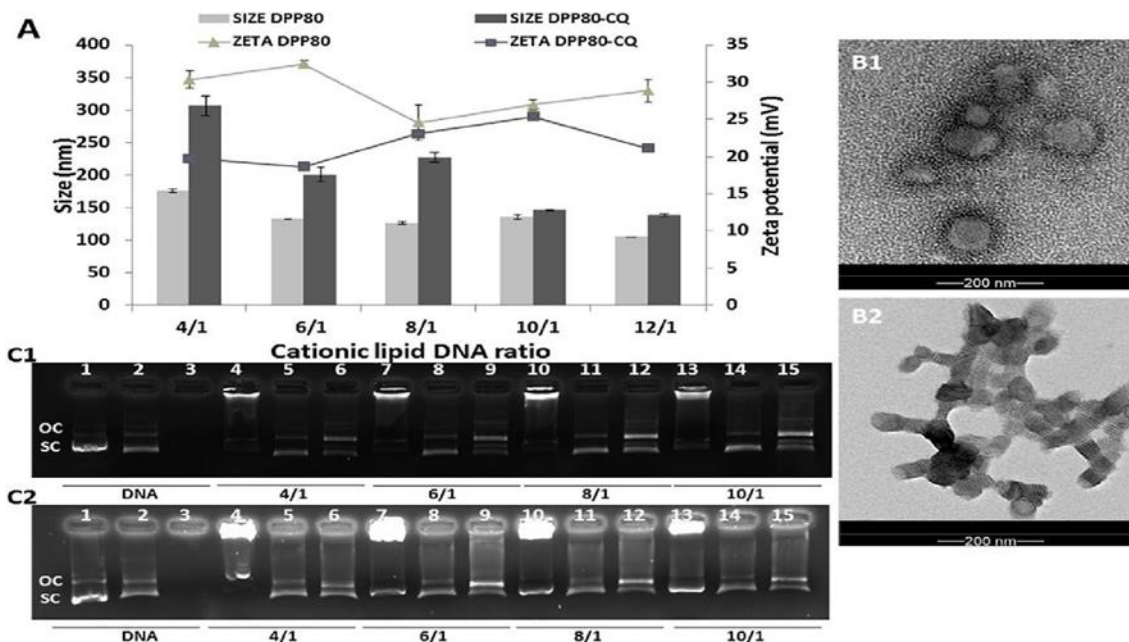 A
SIZE DPP80 SIZE DPP80-CQ
ZETA DPP80 ZETA DPP80-CQ
Size (nm)
400
350
300
250
200
150
100
50
0
35
30
25
20
15
10
5
0
Zeta potential (mV)
4/1 6/1 8/1 10/1 12/1
Cationic lipid DNA ratio
B1
200 nm
B2
200 nm
C1
1 2 3 4 5 6 7 8 9 10 11 12 13 14 15
OC
SC
DNA 4/1 6/1 8/1 10/1
C2
1 2 3 4 5 6 7 8 9 10 11 12 13 14 15
OC
SC
DNA 4/1 6/1 8/1 10/1